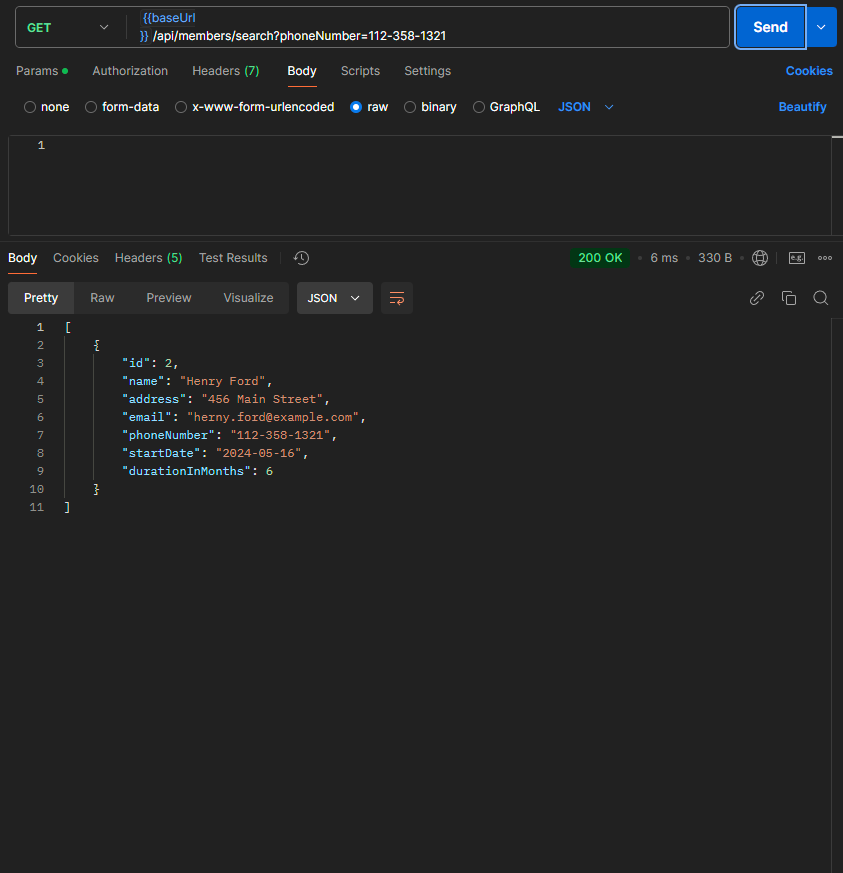 GET
{{baseUrl
}} /api/members/search?phoneNumber=112-358-1321
Send
Params Authorization Headers (7) Body Scripts Settings Cookies
none form-data x-www-form-urlencoded raw binary GraphQL JSON Beautify
1
Body Cookies Headers (5) Test Results 200 OK 6 ms 330 B e.g.
Pretty Raw Preview Visualize JSON
1 [
2 {
3 "id": 2,
4 "name": "Henry Ford",
5 "address": "456 Main Street",
6 "email": "herny.ford@example.com",
7 "phoneNumber": "112-358-1321",
8 "startDate": "2024-05-16",
9 "durationInMonths": 6
10 }
11 ]